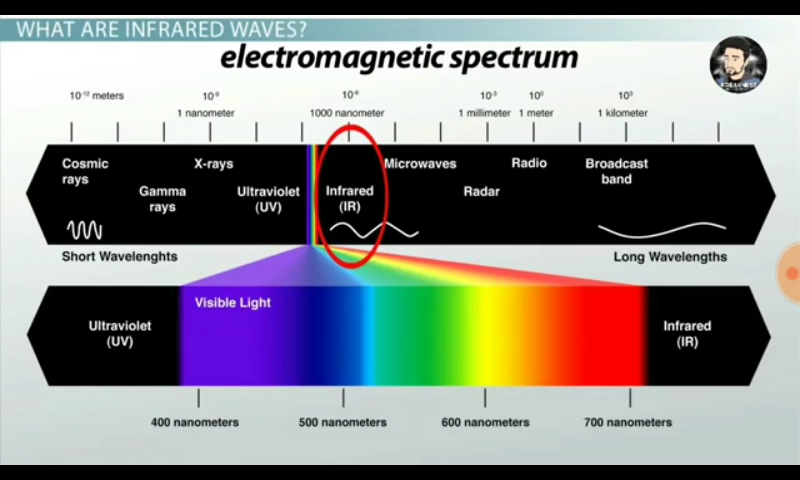 WHAT ARE INFRARED WAVES?
electromagnetic spectrum
10⁻¹² meters
10⁻⁹
1 nanometer
10⁻⁶
1000 nanometer
10⁻³
1 millimeter
10⁰
1 meter
10³
1 kilometer
Cosmic
rays
Gamma
rays
X-rays
Ultraviolet
(UV)
Infrared
(IR)
Microwaves
Radar
Radio
Broadcast
band
Short Wavelenghts
Long Wavelengths
Ultraviolet
(UV)
Visible Light
Infrared
(IR)
400 nanometers
500 nanometers
600 nanometers
700 nanometers